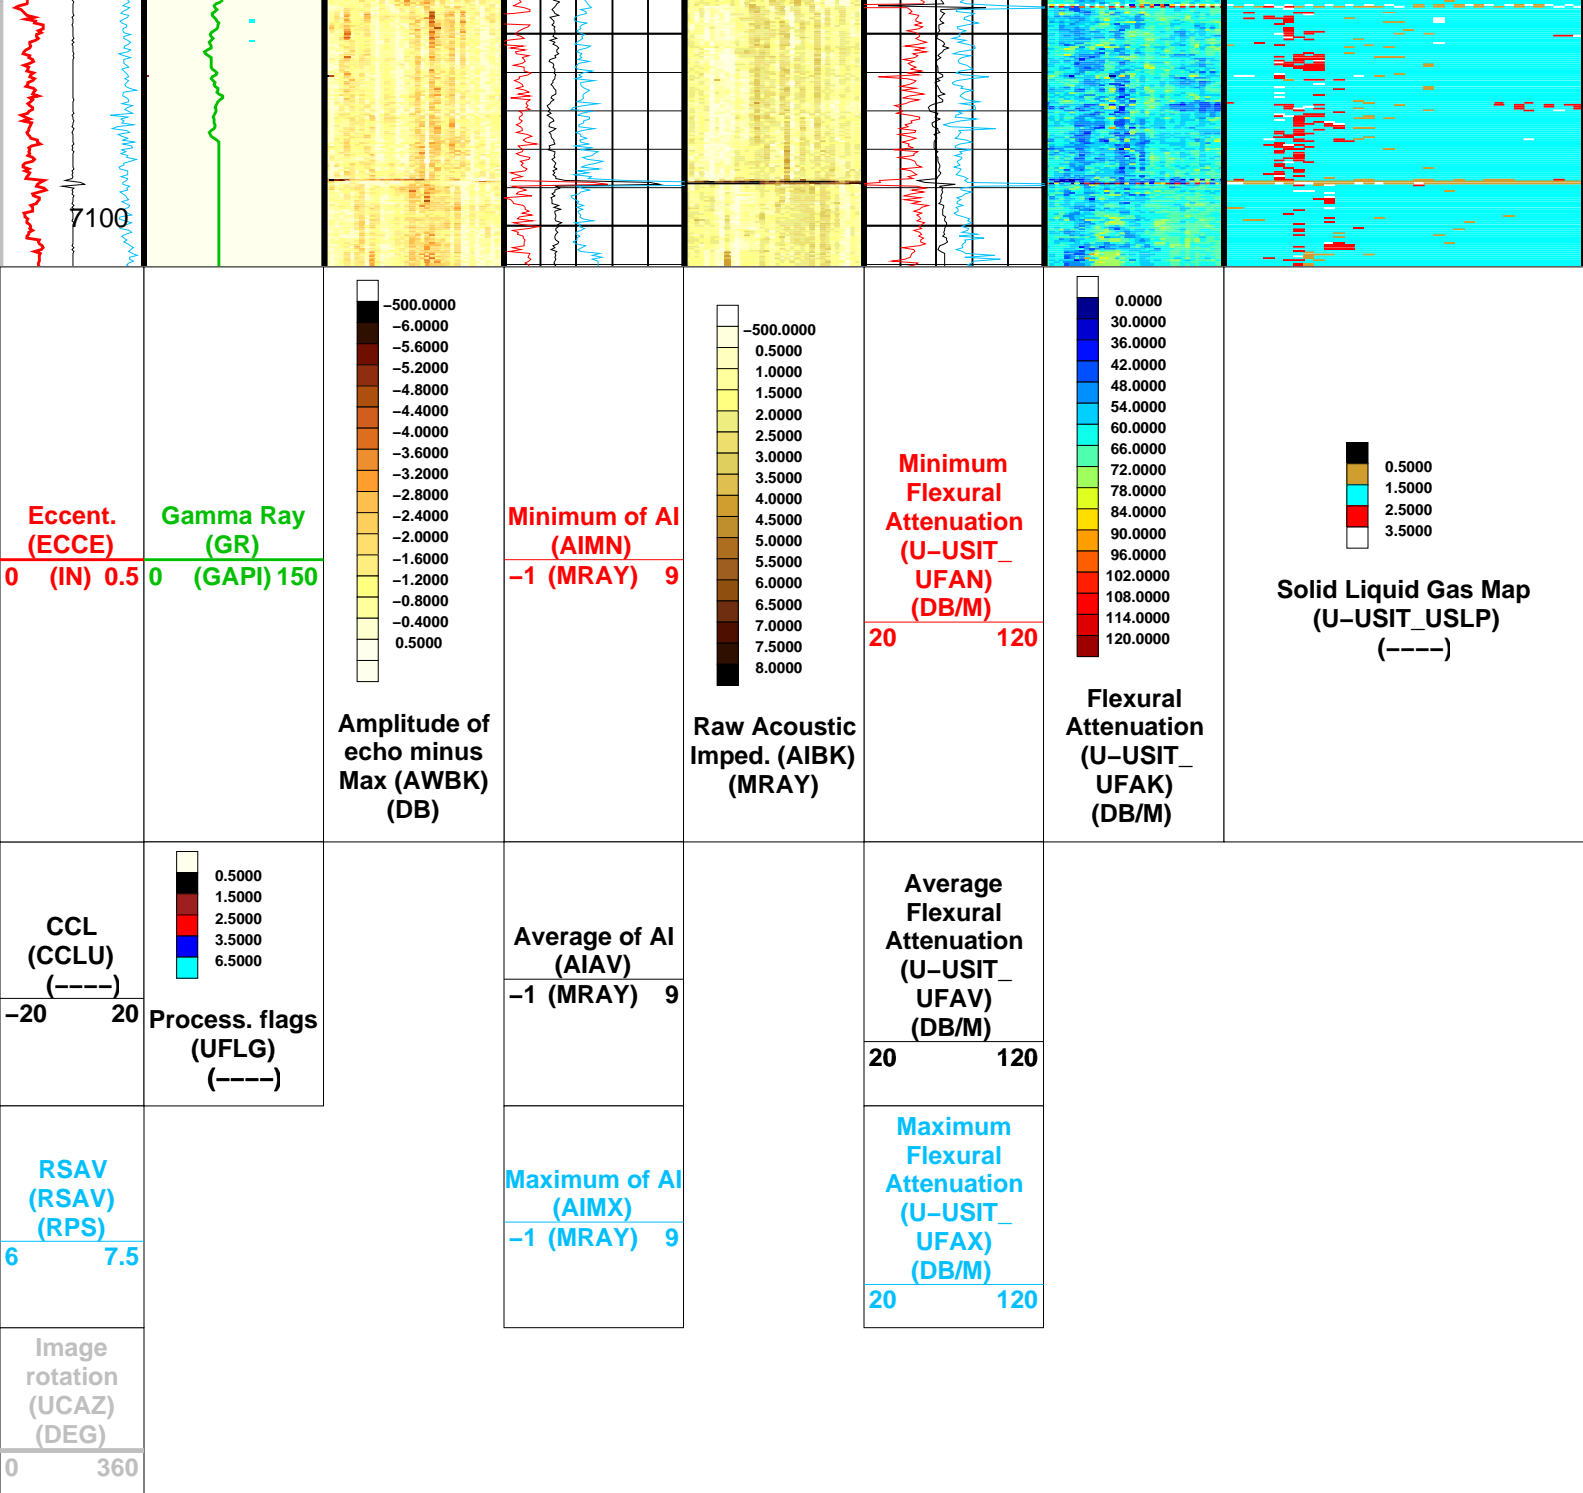 7100
Eccent.
(ECCE)
0 (IN) 0.5
Gamma Ray
(GR)
0 (GAPI) 150
−500.0000
−6.0000
−5.6000
−5.2000
−4.8000
−4.4000
−4.0000
−3.6000
−3.2000
−2.8000
−2.4000
−2.0000
−1.6000
−1.2000
−0.8000
−0.4000
0.5000
Amplitude of
echo minus
Max (AWBK)
(DB)
Minimum of AI
(AIMN)
−1 (MRAY) 9
−500.0000
0.5000
1.0000
1.5000
2.0000
2.5000
3.0000
3.5000
4.0000
4.5000
5.0000
5.5000
6.0000
6.5000
7.0000
7.5000
8.0000
Raw Acoustic
Imped. (AIBK)
(MRAY)
Minimum
Flexural
Attenuation
(U−USIT_
UFAN)
(DB/M)
20 120
0.0000
30.0000
36.0000
42.0000
48.0000
54.0000
60.0000
66.0000
72.0000
78.0000
84.0000
90.0000
96.0000
102.0000
108.0000
114.0000
120.0000
Flexural
Attenuation
(U−USIT_
UFAK)
(DB/M)
0.5000
1.5000
2.5000
3.5000
Solid Liquid Gas Map
(U−USIT_USLP)
(−−−−)
CCL
(CCLU)
(−−−−)
−20 20
0.5000
1.5000
2.5000
3.5000
6.5000
Process. flags
(UFLG)
(−−−−)
Average of AI
(AIAV)
−1 (MRAY) 9
Average
Flexural
Attenuation
(U−USIT_
UFAV)
(DB/M)
20 120
RSAV
(RSAV)
(RPS)
6 7.5
Maximum of AI
(AIMX)
−1 (MRAY) 9
Maximum
Flexural
Attenuation
(U−USIT_
UFAX)
(DB/M)
20 120
Image
rotation
(UCAZ)
(DEG)
0 360